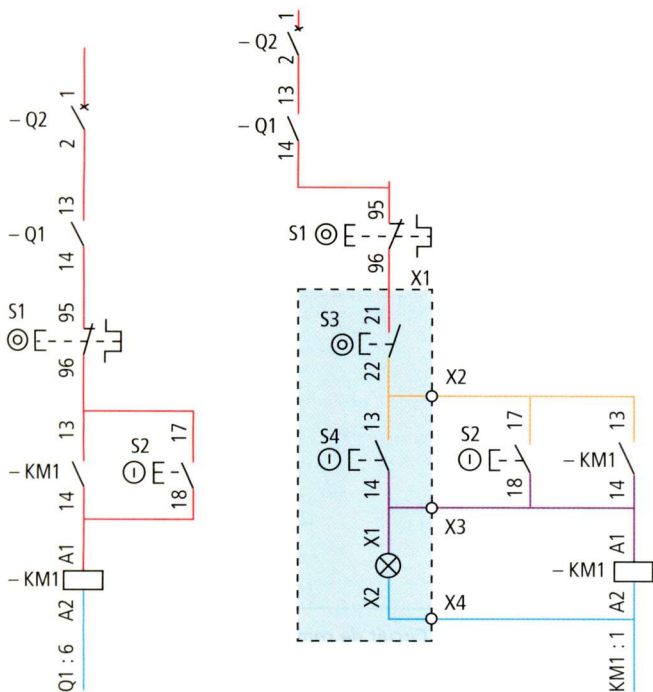 1
– Q2
2
13
– Q1
14
95
S1
96
13
17
S2
– KM1
14
18
A1
– KM1
A2
Q1 : 6
1
– Q2
2
13
– Q1
14
95
S1
96
X1
21
S3
22
X2
13
17
13
S4
S2
– KM1
14
18
14
X3
X1
A1
– KM1
X2
A2
X4
KM1 : 1